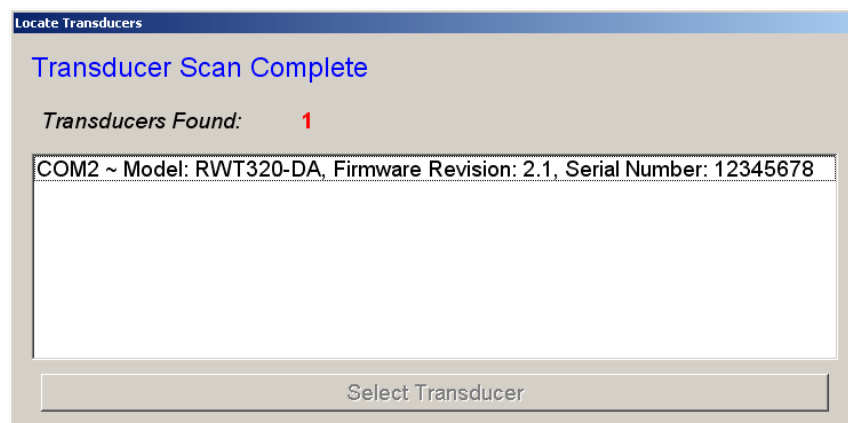 Locate Transducers
Transducer Scan Complete
Transducers Found: 1
COM2 ~ Model: RWT320-DA, Firmware Revision: 2.1, Serial Number: 12345678
Select Transducer